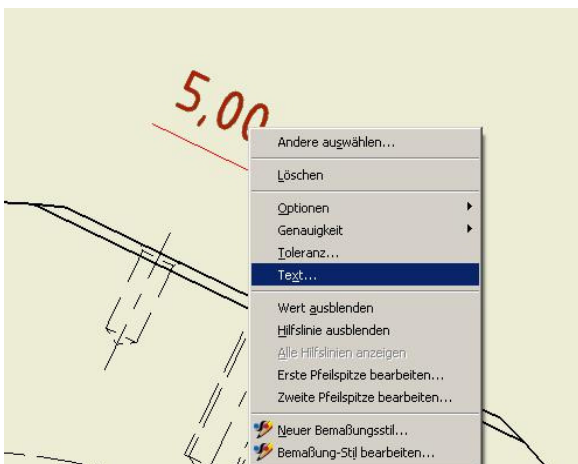 5,00
Andere auswählen...
Löschen
Optionen
Genauigkeit
Toleranz...
Text...
Wert ausblenden
Hilfslinie ausblenden
Alle Hilfslinien anzeigen
Erste Pfeilspitze bearbeiten...
Zweite Pfeilspitze bearbeiten...
Neuer Bemaßungsstil...
Bemaßung-Stil bearbeiten...